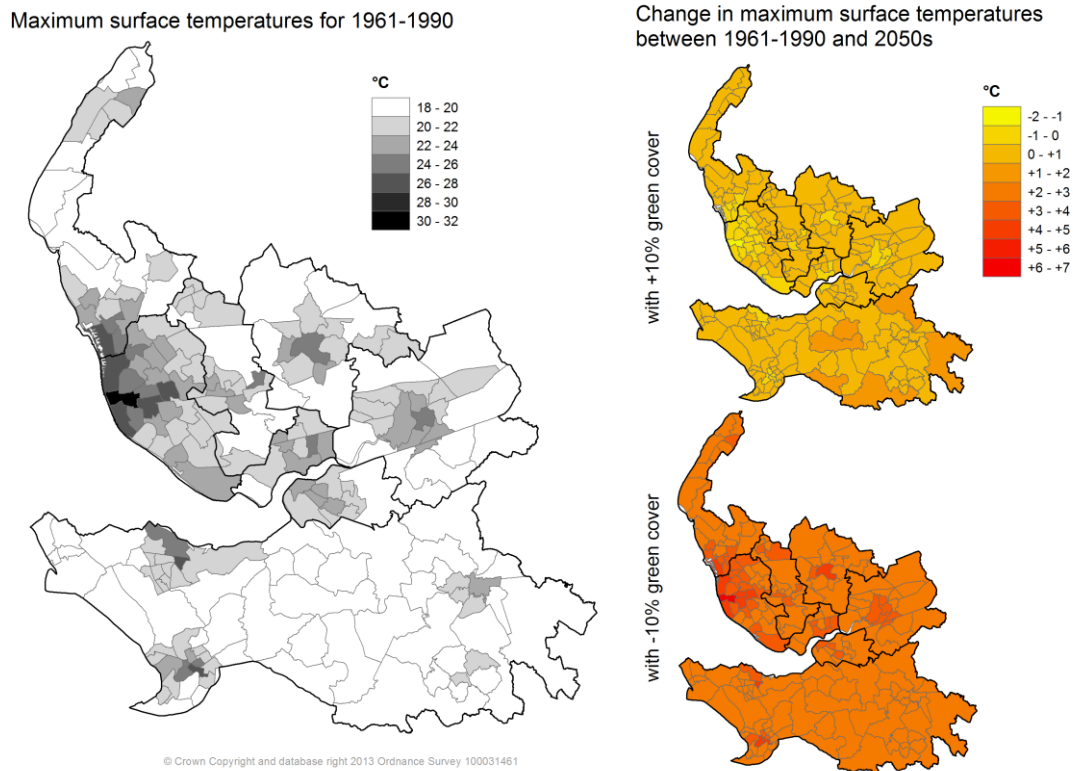 Maximum surface temperatures for 1961-1990
°C
18 - 20
20 - 22
22 - 24
24 - 26
26 - 28
28 - 30
30 - 32
© Crown Copyright and database right 2013 Ordnance Survey 100031461
Change in maximum surface temperatures
between 1961-1990 and 2050s
with +10% green cover
°C
-2 - -1
-1 - 0
0 - +1
+1 - +2
+2 - +3
+3 - +4
+4 - +5
+5 - +6
+6 - +7
with -10% green cover